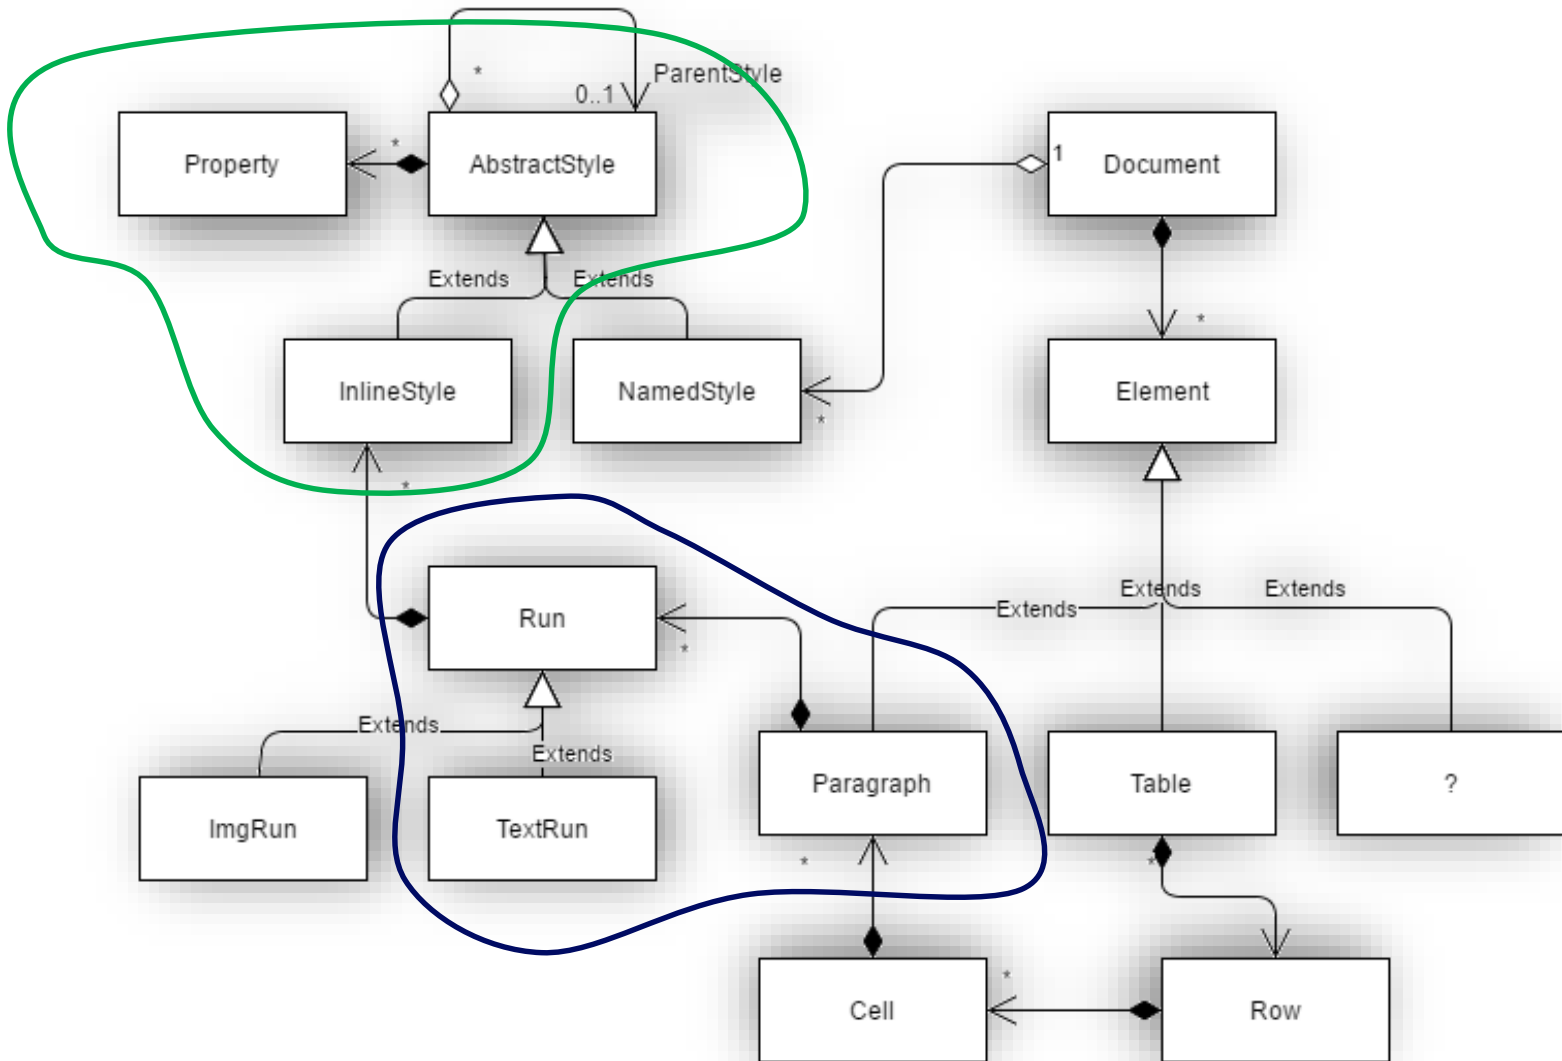 *
ParentStyle
0..1
Property
*
AbstractStyle
1
Document
Extends
Extends
*
InlineStyle
NamedStyle
*
Element
*
Run
*
Extends
Extends
Extends
Extends
Extends
ImgRun
TextRun
Paragraph
Table
?
*
*
*
Cell
Row